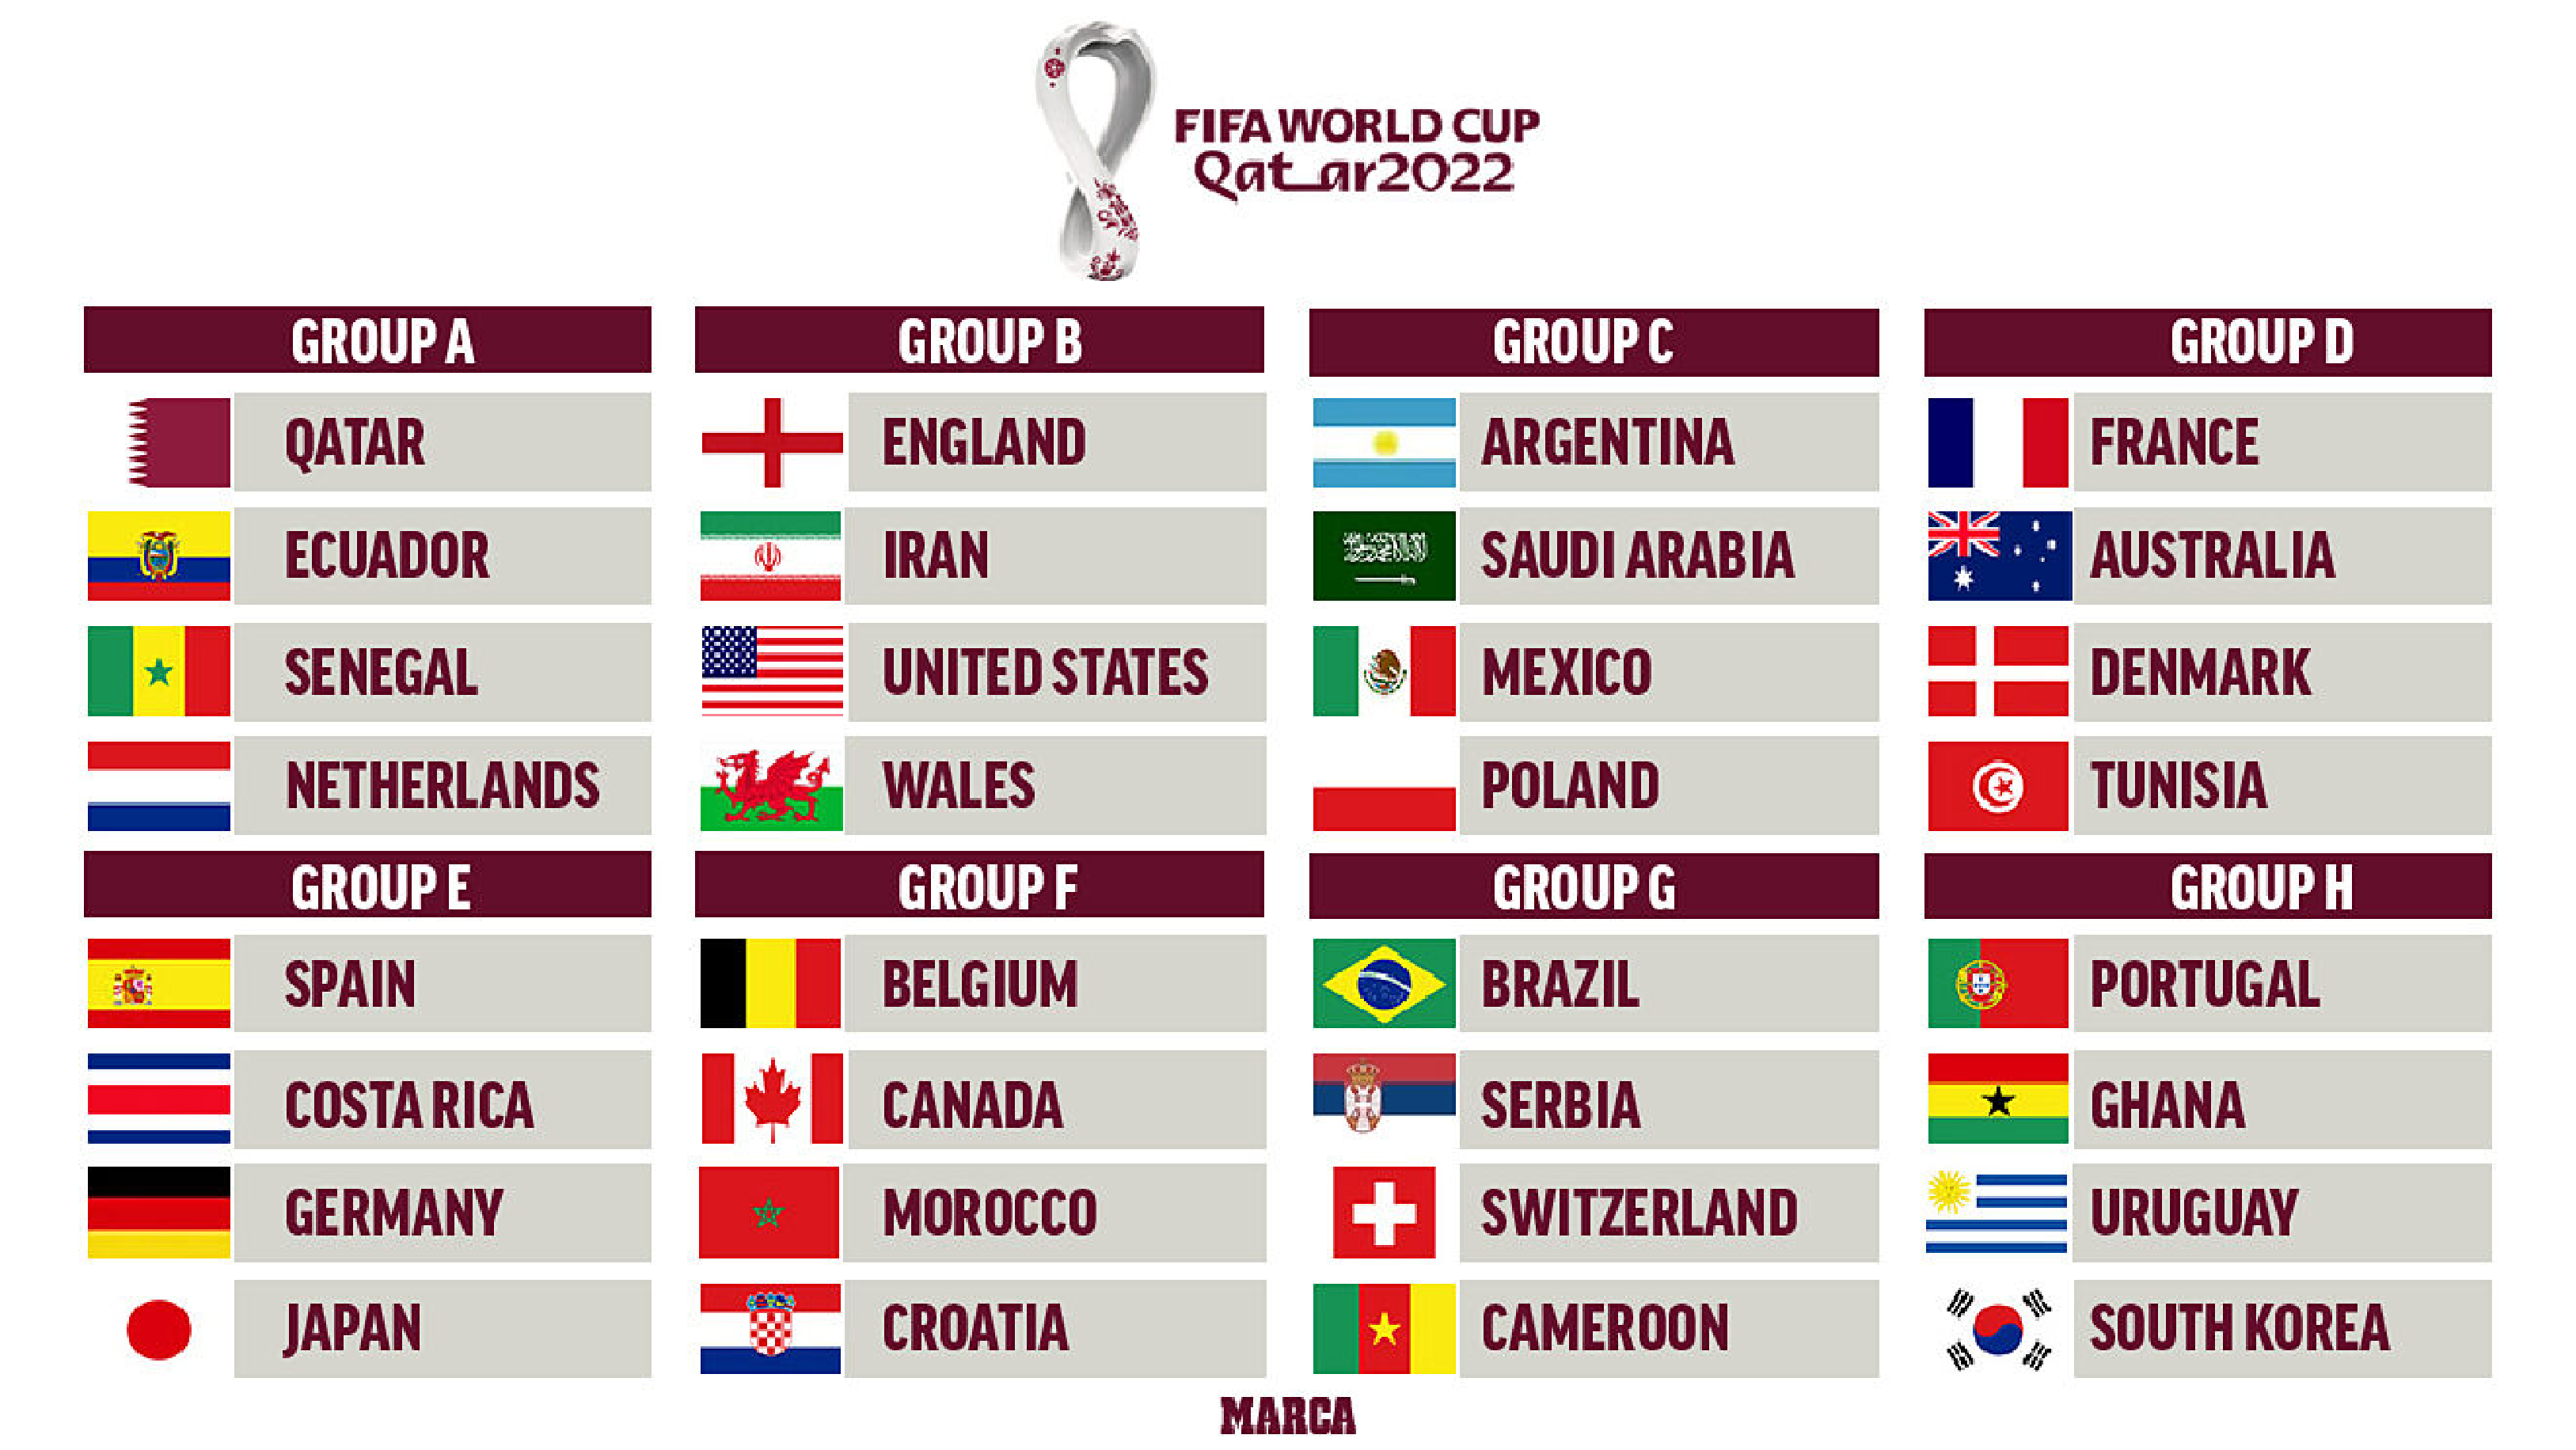 FIFA WORLD CUP
Qatar2022
GROUP A
QATAR
ECUADOR
SENEGAL
NETHERLANDS
GROUP B
ENGLAND
IRAN
UNITED STATES
WALES
GROUP C
ARGENTINA
SAUDI ARABIA
MEXICO
POLAND
GROUP D
FRANCE
AUSTRALIA
DENMARK
TUNISIA
GROUP E
SPAIN
COSTA RICA
GERMANY
JAPAN
GROUP F
BELGIUM
CANADA
MOROCCO
CROATIA
GROUP G
BRAZIL
SERBIA
SWITZERLAND
CAMEROON
GROUP H
PORTUGAL
GHANA
URUGUAY
SOUTH KOREA
MARCA